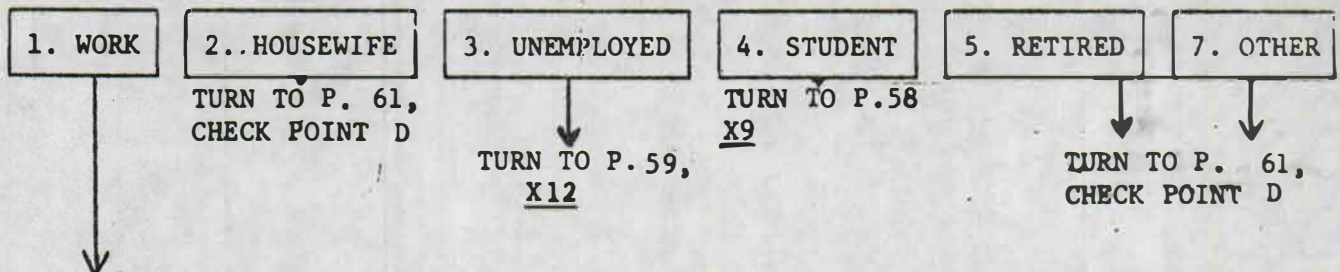 1. WORK
2. HOUSEWIFE
3. UNEMPLOYED
4. STUDENT
5. RETIRED
7. OTHER
TURN TO P. 61,
CHECK POINT D
TURN TO P.59,
X12
TURN TO P.58
X9
TURN TO P. 61,
CHECK POINT D